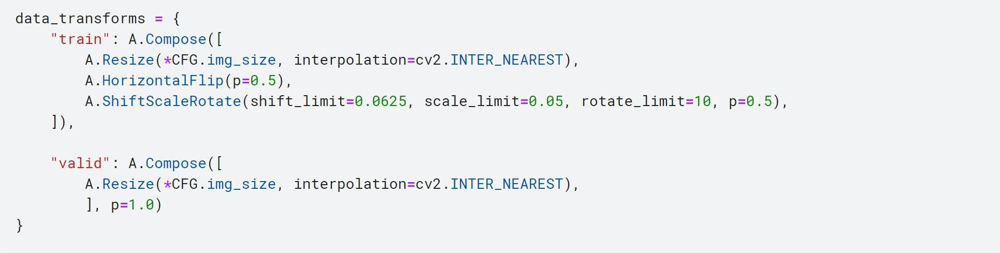 data_transforms = {
    "train": A.Compose([
        A.Resize(*CFG.img_size, interpolation=cv2.INTER_NEAREST),
        A.HorizontalFlip(p=0.5),
        A.ShiftScaleRotate(shift_limit=0.0625, scale_limit=0.05, rotate_limit=10, p=0.5),
    ]),
    "valid": A.Compose([
        A.Resize(*CFG.img_size, interpolation=cv2.INTER_NEAREST),
        ], p=1.0)
}